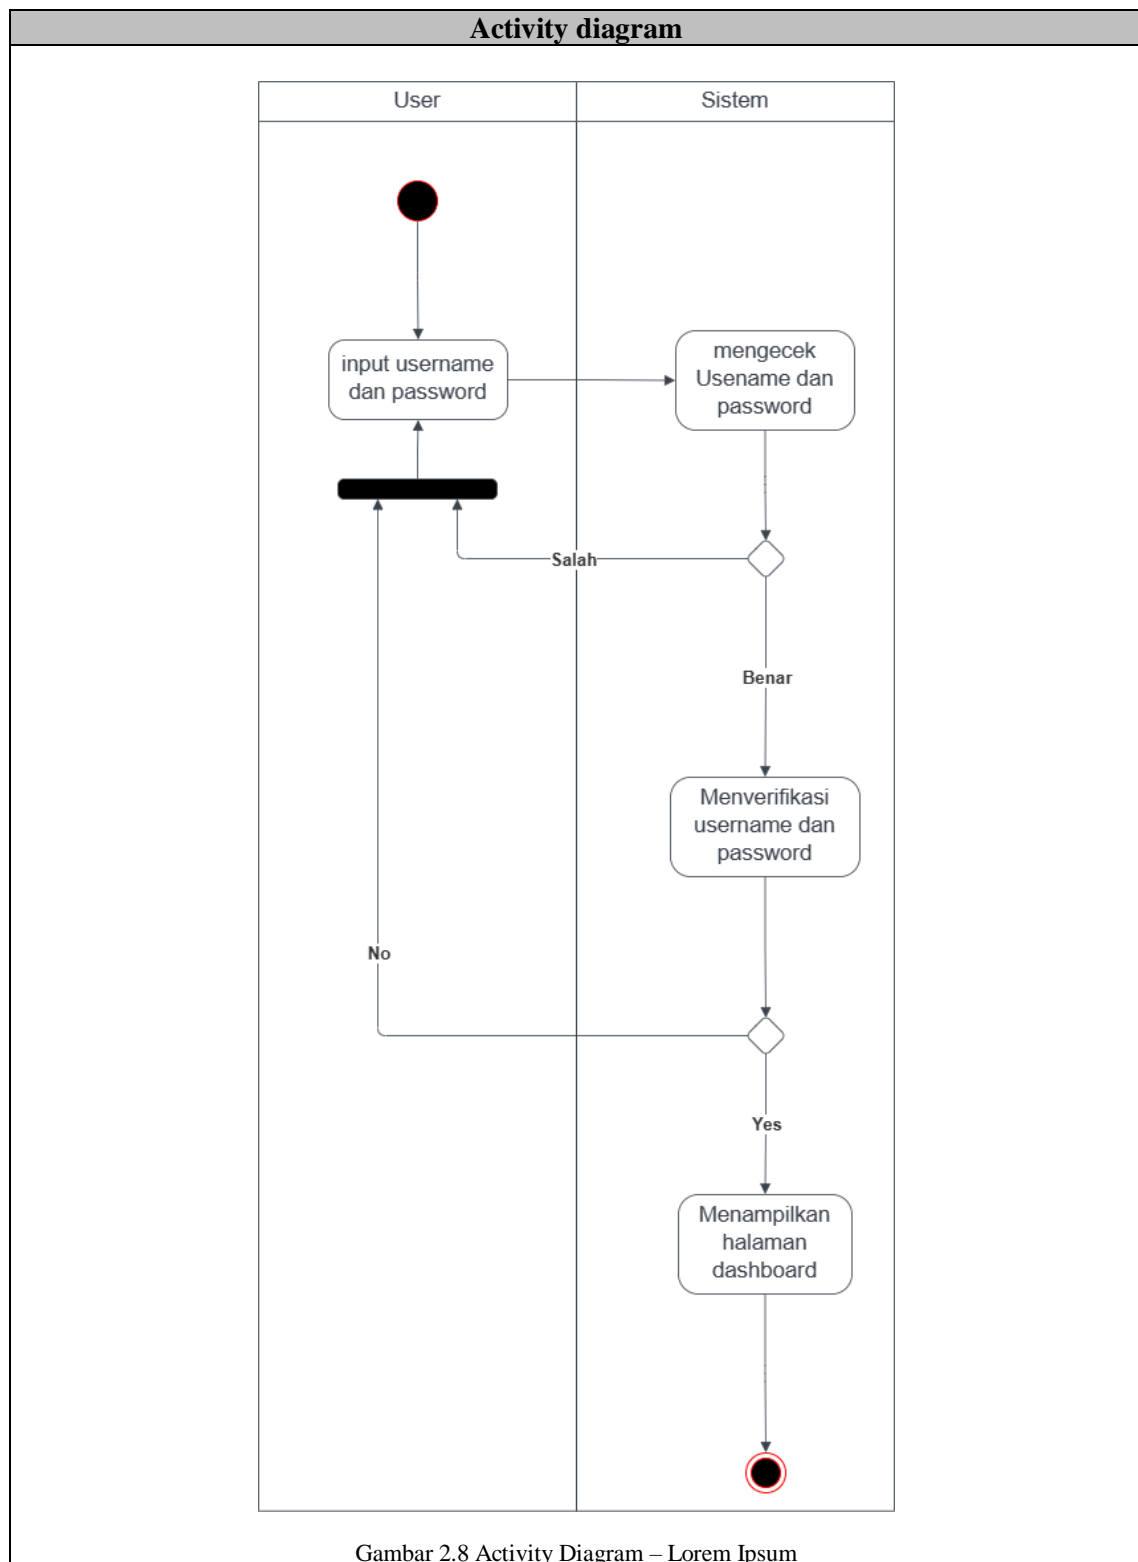 Activity diagram
User
Sistem
input username
dan password
mengecek
Usename dan
password
Salah
Benar
Menverifikasi
username dan
password
No
Yes
Menampilkan
halaman
dashboard
Gambar 2.8 Activity Diagram – Lorem Ipsum